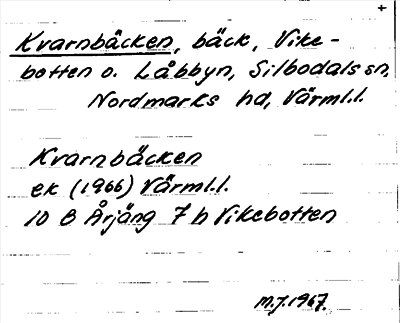 +
Kvarnbäcken, bäck, Vike-
botten o. Låbbyn, Silbodals sn,
Nordmarks hd, Värml.l.
Kvarnbäcken
ek (1966) Värml.l.
10 B Årjäng 7 h Vikebotten
M.J. 1967.